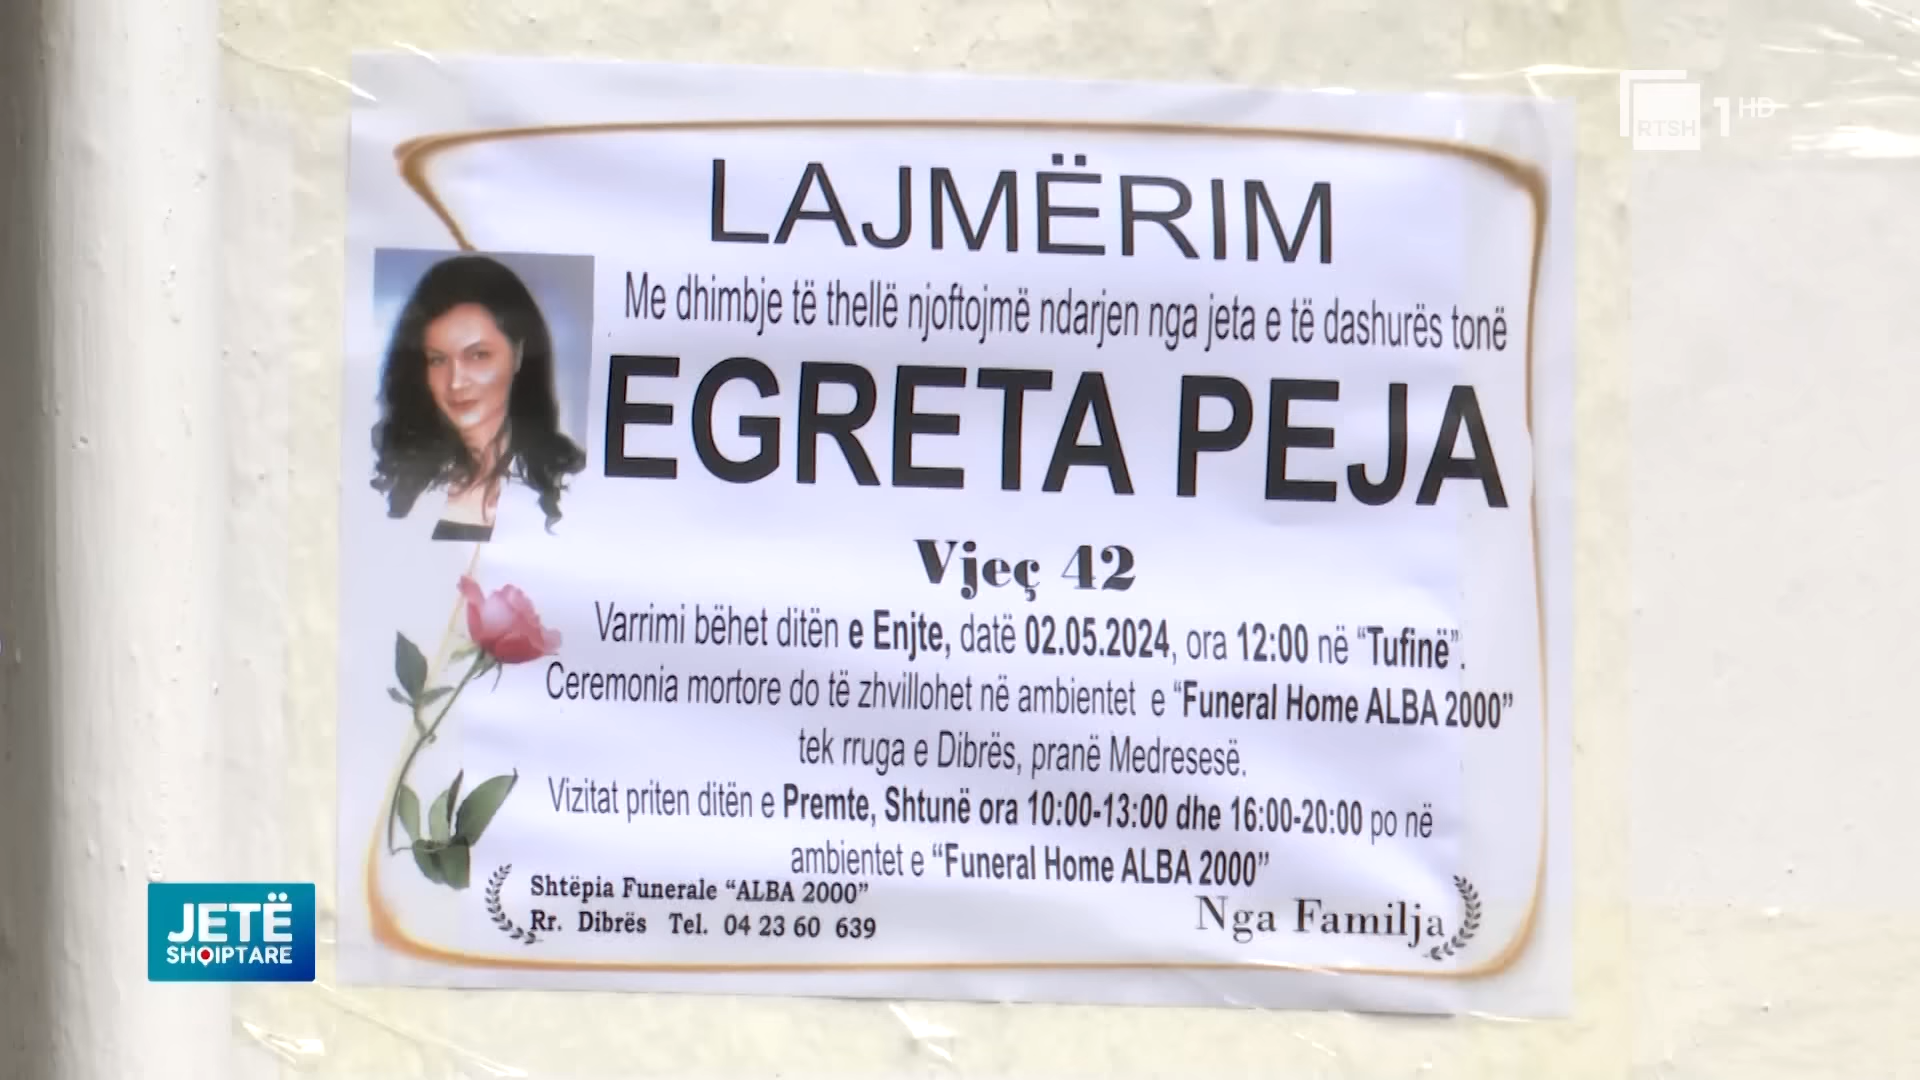 RTSH 1 HD
LAJMËRIM
Me dhimbje të thellë njoftojmë ndarjen nga jeta e të dashurës tonë
EGRETA PEJA
Vjeç 42
Varrimi bëhet ditën e Enjte, datë 02.05.2024, ora 12:00 në “Tufinë”.
Ceremonia mortore do të zhvillohet në ambientet e “Funeral Home ALBA 2000”
tek rruga e Dibrës, pranë Medresesë.
Vizitat priten ditën e Premte, Shtunë ora 10:00-13:00 dhe 16:00-20:00 po në
ambientet e “Funeral Home ALBA 2000”
Shtëpia Funerale “ALBA 2000”
Rr. Dibrës Tel. 04 23 60 639
Nga Familja
JETË
SHQIPTARE